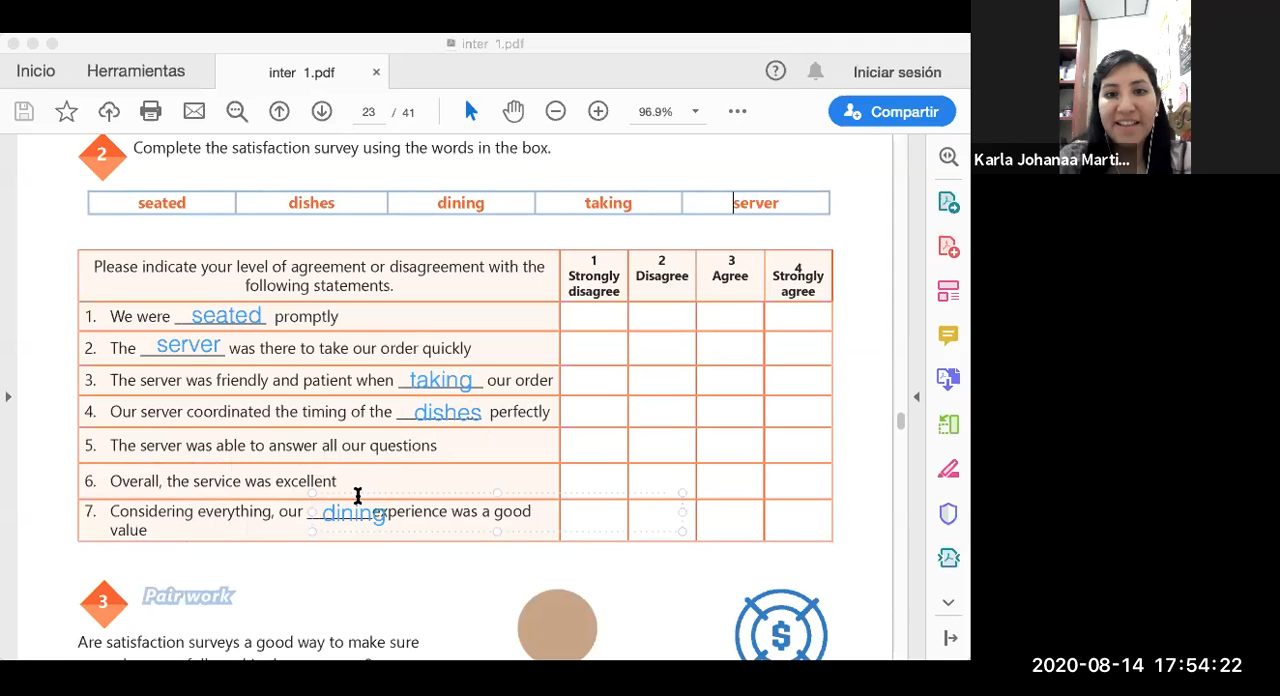 inter 1.pdf
Inicio
Herramientas
inter 1.pdf
×
Iniciar sesión
23 / 41
96.9%
Compartir
Karla Johanaa Marti...
2
Complete the satisfaction survey using the words in the box.
seated dishes dining taking server
Please indicate your level of agreement or disagreement with the
following statements.
1
Strongly
disagree
2
Disagree
3
Agree
4
Strongly
agree
1. We were seated promptly
2. The server was there to take our order quickly
3. The server was friendly and patient when taking our order
4. Our server coordinated the timing of the dishes perfectly
5. The server was able to answer all our questions
6. Overall, the service was excellent
7. Considering everything, our dining experience was a good
value
3
Pair work
Are satisfaction surveys a good way to make sure
$
2020-08-14 17:54:22